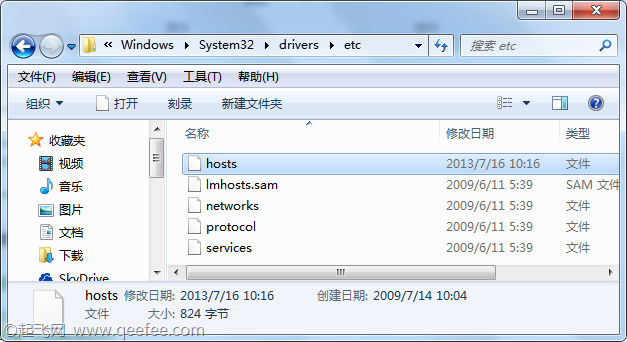 « Windows ▸ System32 ▸ drivers ▸ etc
搜索 etc
文件(F) 编辑(E) 查看(V) 工具(T) 帮助(H)
组织 打开 刻录 新建文件夹
名称 修改日期 类型
收藏夹
视频
音乐
图片
文档
下载
SkyDrive
hosts 2013/7/16 10:16 文件
lmhosts.sam 2009/6/11 5:39 SAM 文件
networks 2009/6/11 5:39 文件
protocol 2009/6/11 5:39 文件
services 2009/6/11 5:39 文件
hosts 修改日期: 2013/7/16 10:16 创建日期: 2009/7/14 10:04
文件 大小: 824 字节
©起飞网 www.qeefee.com